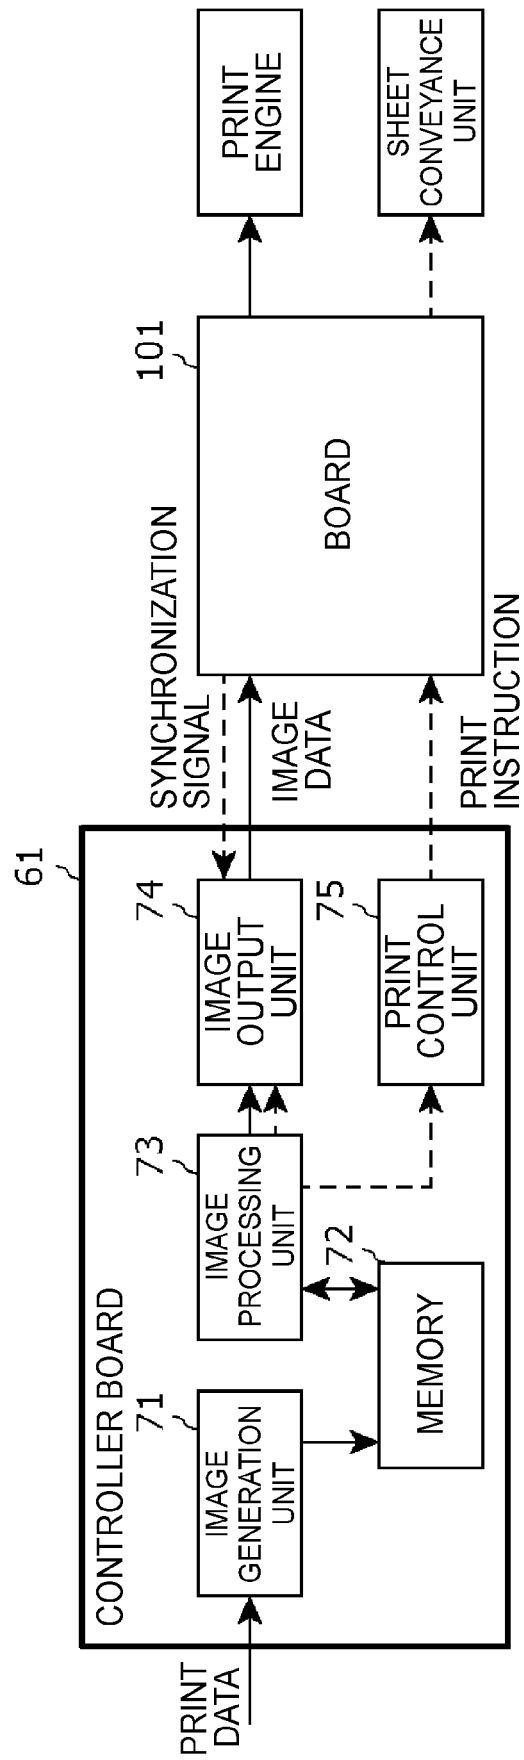 PRINT
DATA
CONTROLLER BOARD
61
71
IMAGE
GENERATION
UNIT
72
MEMORY
73
IMAGE
PROCESSING
UNIT
74
IMAGE
OUTPUT
UNIT
75
PRINT
CONTROL
UNIT
SYNCHRONIZATION
SIGNAL
IMAGE
DATA
PRINT
INSTRUCTION
101
BOARD
PRINT
ENGINE
SHEET
CONVEYANCE
UNIT